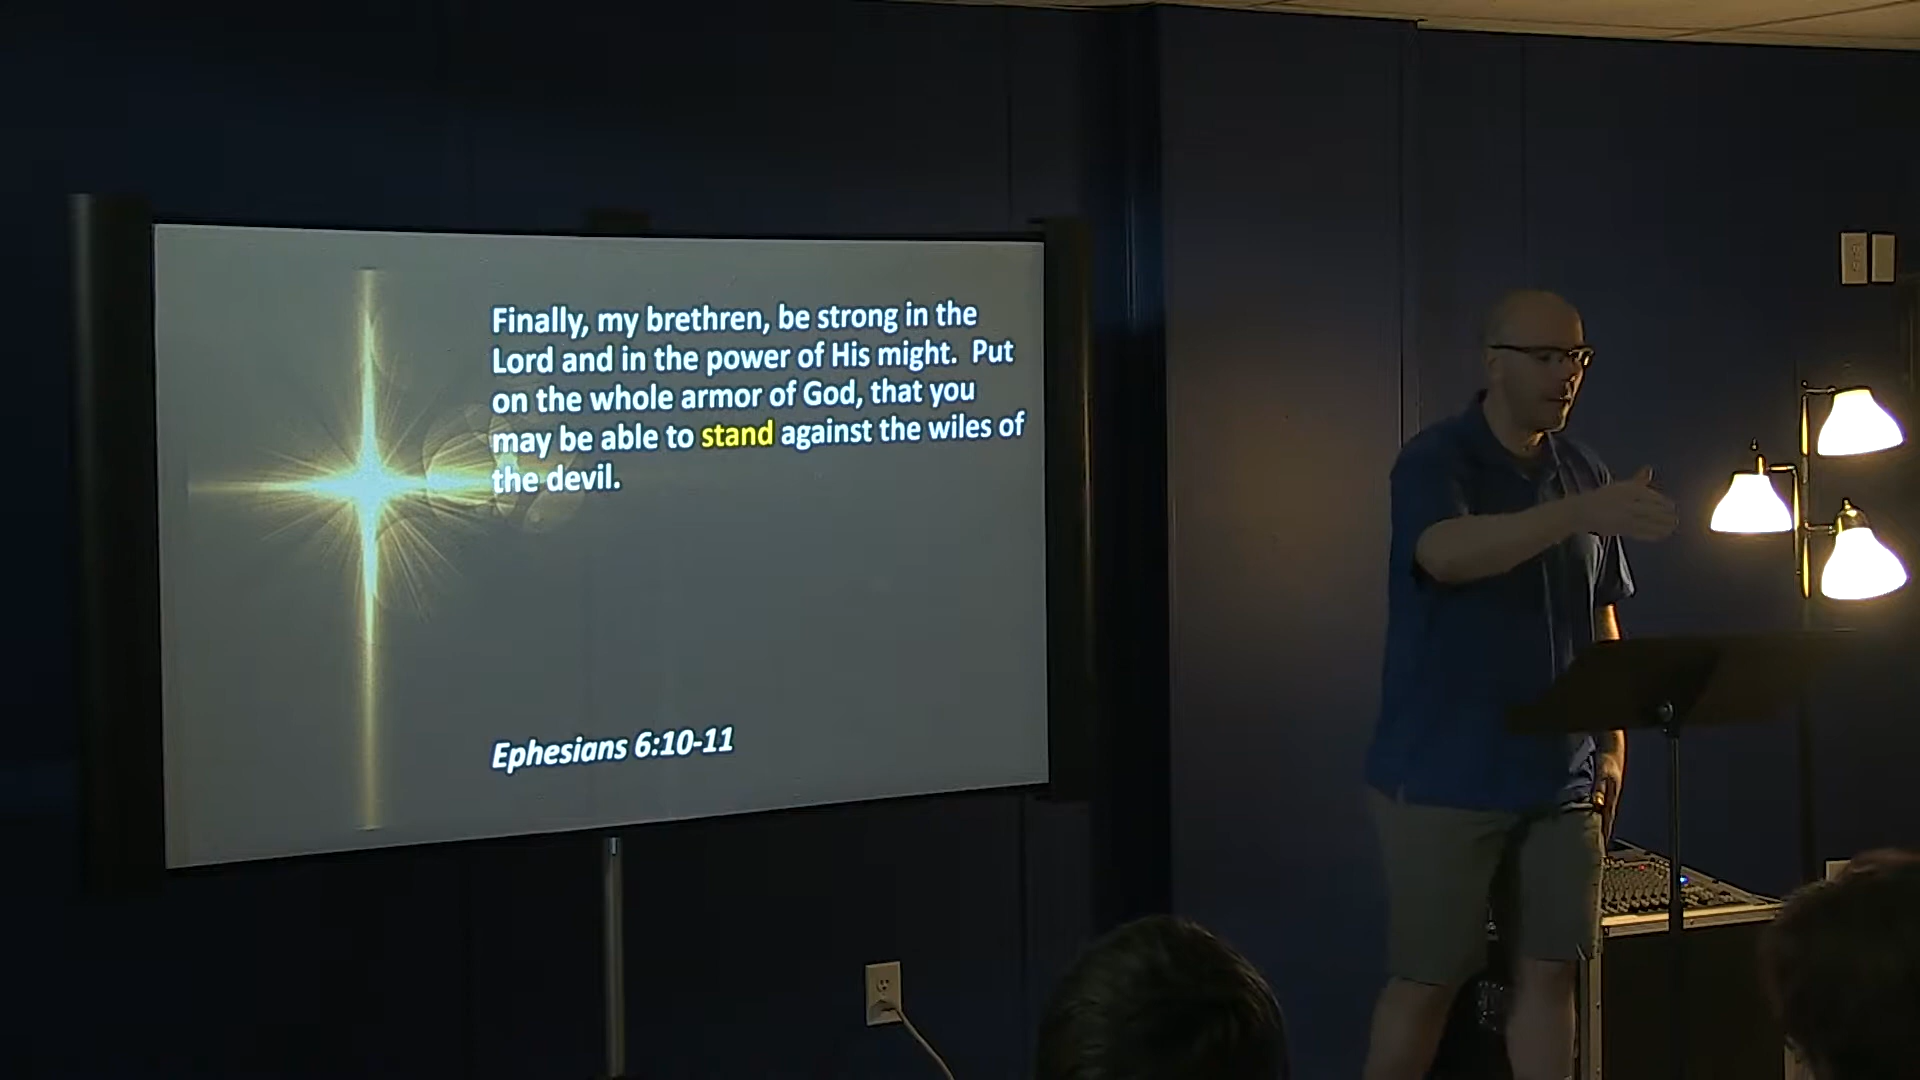 Finally, my brethren, be strong in the
Lord and in the power of His might.  Put
on the whole armor of God, that you
may be able to stand against the wiles of
the devil.
Ephesians 6:10-11